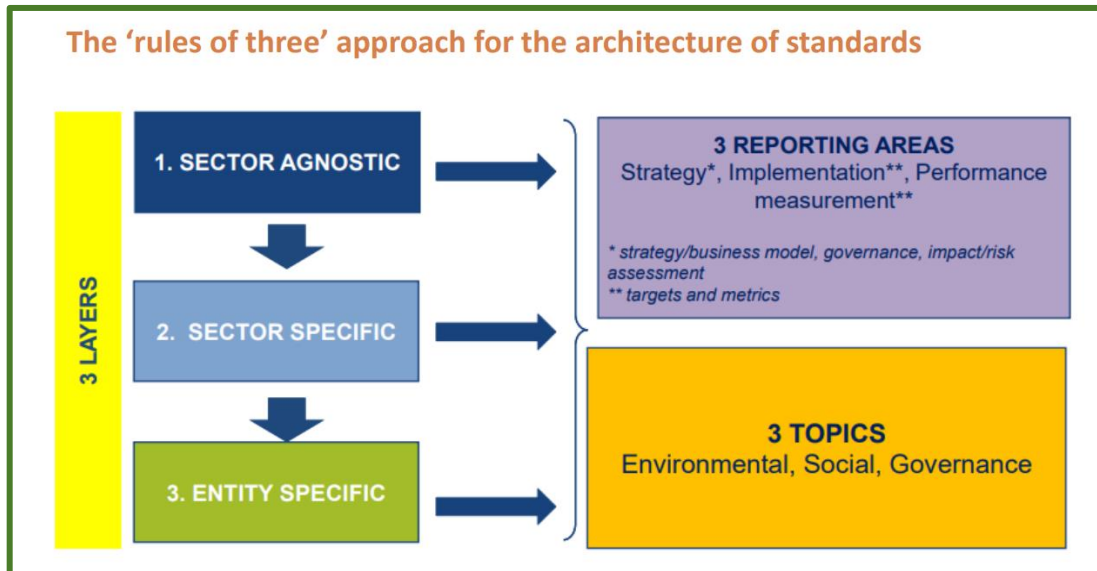 The ‘rules of three’ approach for the architecture of standards
3 LAYERS
1. SECTOR AGNOSTIC
2. SECTOR SPECIFIC
3. ENTITY SPECIFIC
3 REPORTING AREAS
Strategy*, Implementation**, Performance
measurement**
* strategy/business model, governance, impact/risk
assessment
** targets and metrics
3 TOPICS
Environmental, Social, Governance